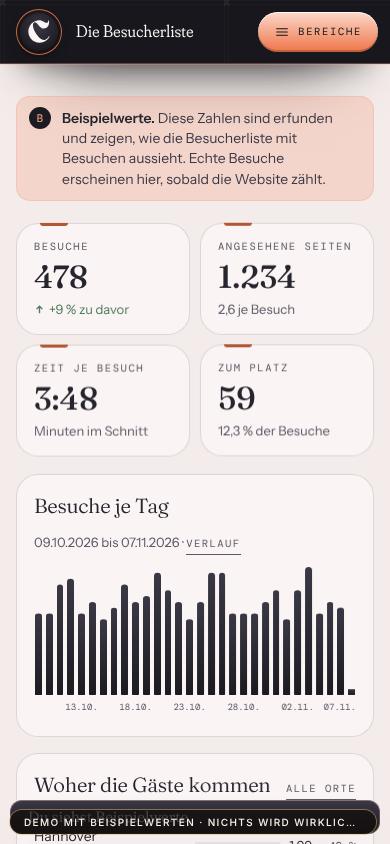 C Die Besucherliste
BEREICHE
B Beispielwerte. Diese Zahlen sind erfunden
und zeigen, wie die Besucherliste mit
Besuchen aussieht. Echte Besuche
erscheinen hier, sobald die Website zählt.
BESUCHE
478
↑ +9 % zu davor
ANGESEHENE SEITEN
1.234
2,6 je Besuch
ZEIT JE BESUCH
3:48
Minuten im Schnitt
ZUM PLATZ
59
12,3 % der Besuche
Besuche je Tag
09.10.2026 bis 07.11.2026 · VERLAUF
13.10. 18.10. 23.10. 28.10. 02.11. 07.11.
Woher die Gäste kommen ALLE ORTE
DEMO MIT BEISPIELWERTEN · NICHTS WIRD WIRKLIC…
Hannover